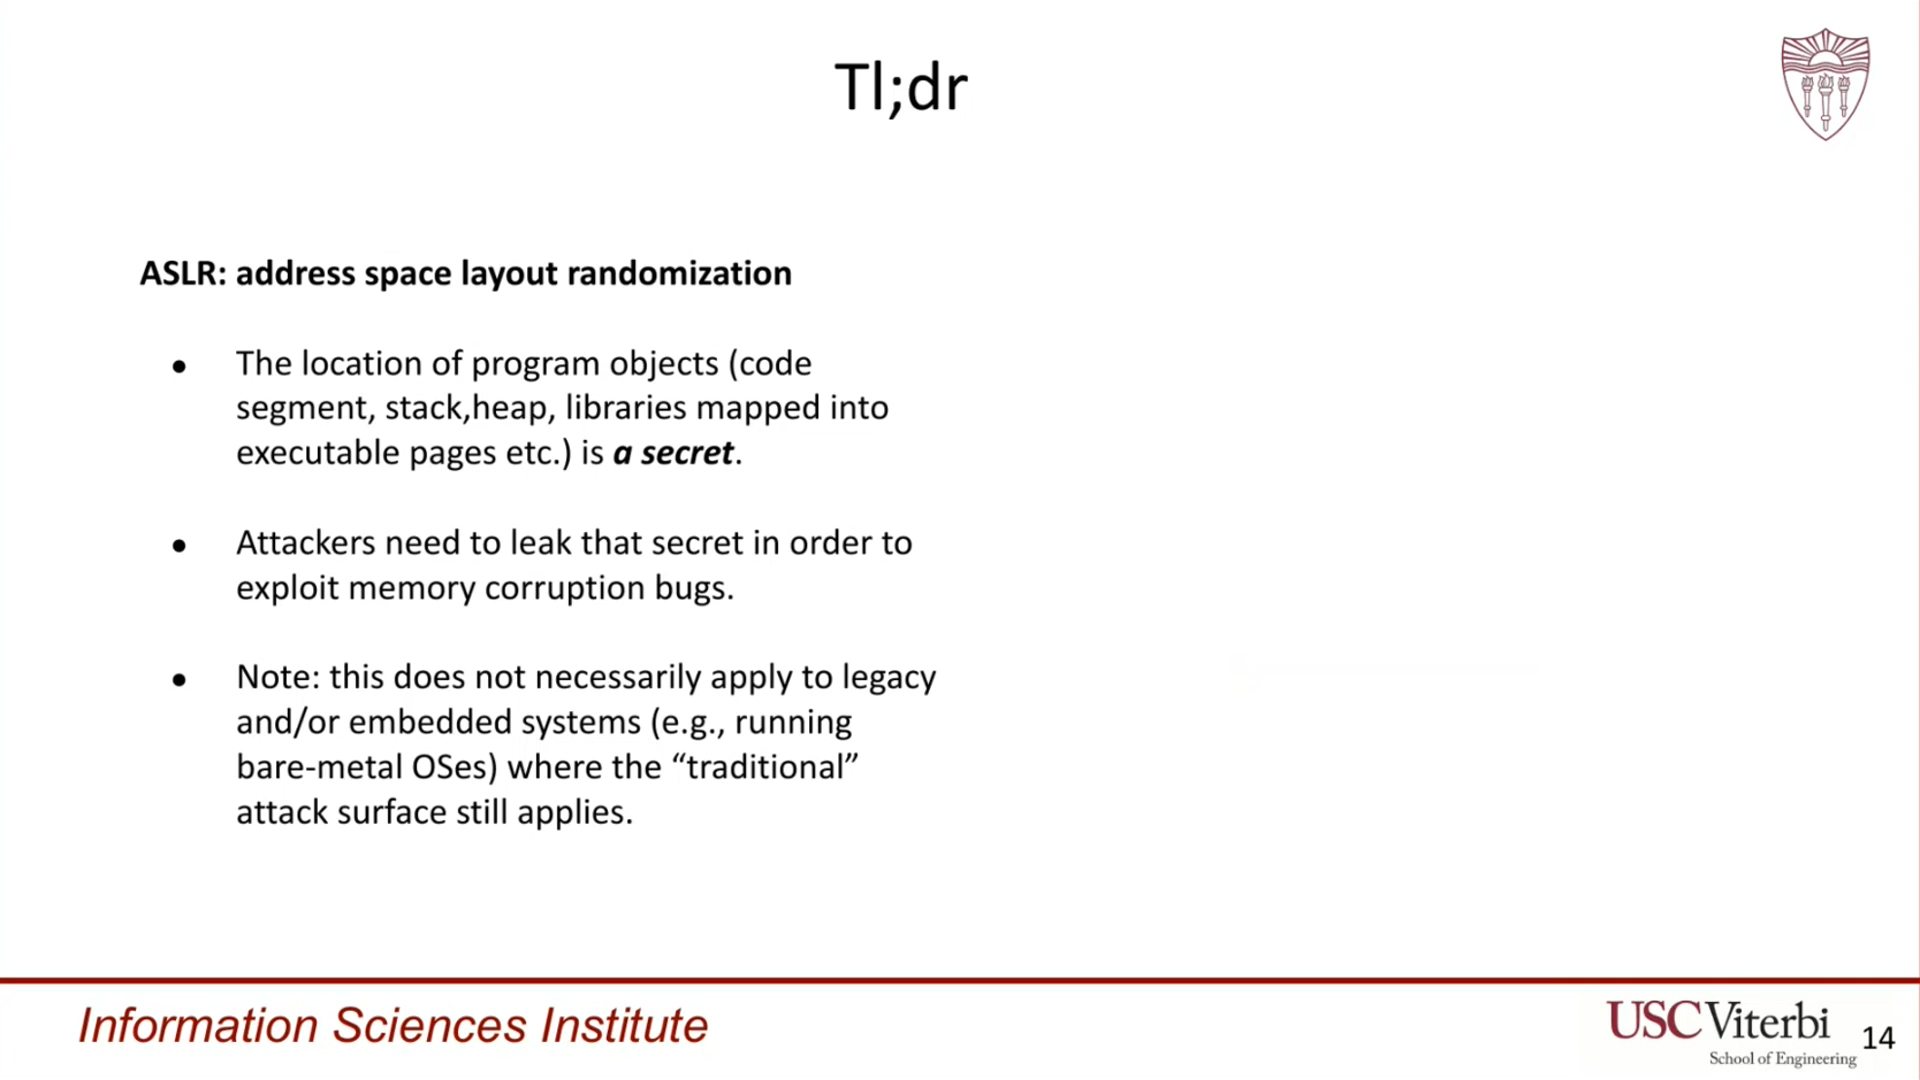 Tl;dr
ASLR: address space layout randomization
● The location of program objects (code
segment, stack,heap, libraries mapped into
executable pages etc.) is a secret.
● Attackers need to leak that secret in order to
exploit memory corruption bugs.
● Note: this does not necessarily apply to legacy
and/or embedded systems (e.g., running
bare-metal OSes) where the “traditional”
attack surface still applies.
Information Sciences Institute
USC Viterbi
School of Engineering
14